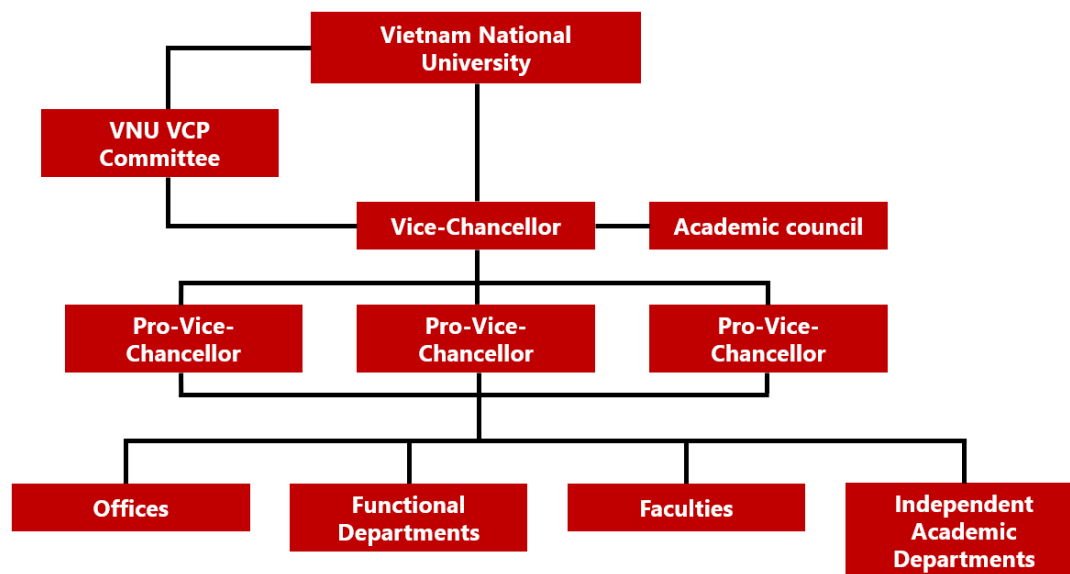 Vietnam National
University
VNU VCP
Committee
Vice-Chancellor
Academic council
Pro-Vice-
Chancellor
Pro-Vice-
Chancellor
Pro-Vice-
Chancellor
Offices
Functional
Departments
Faculties
Independent
Academic
Departments